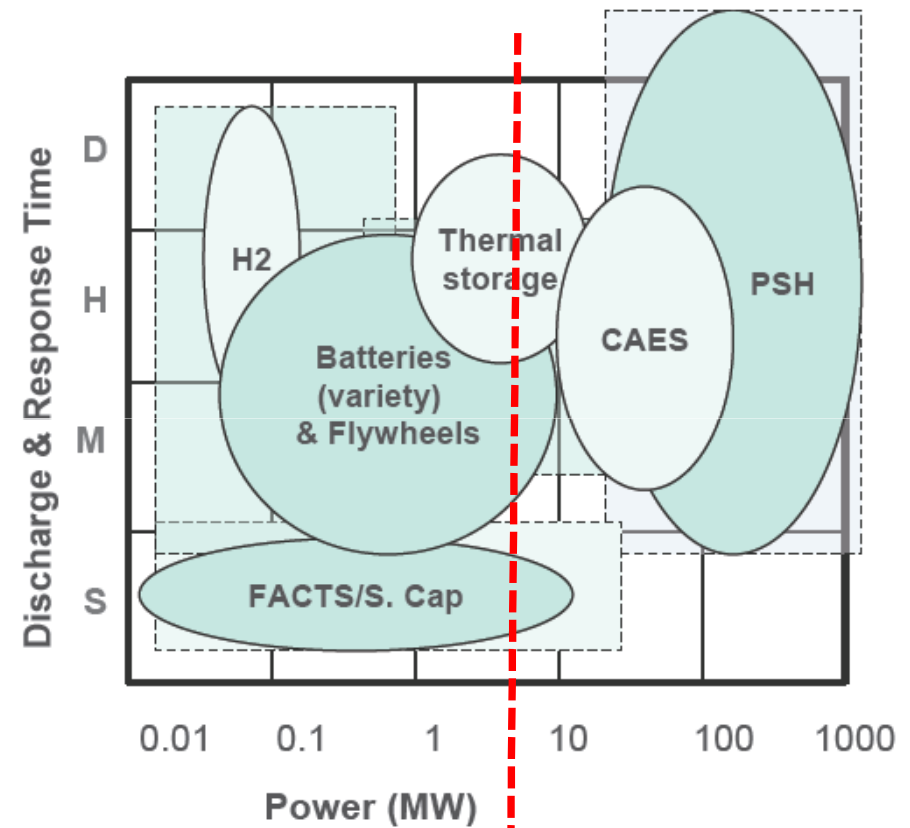 Discharge & Response Time
D
H
M
S
H2
Thermal
storage
PSH
CAES
Batteries
(variety)
& Flywheels
FACTS/S. Cap
0.01 0.1 1 10 100 1000
Power (MW)